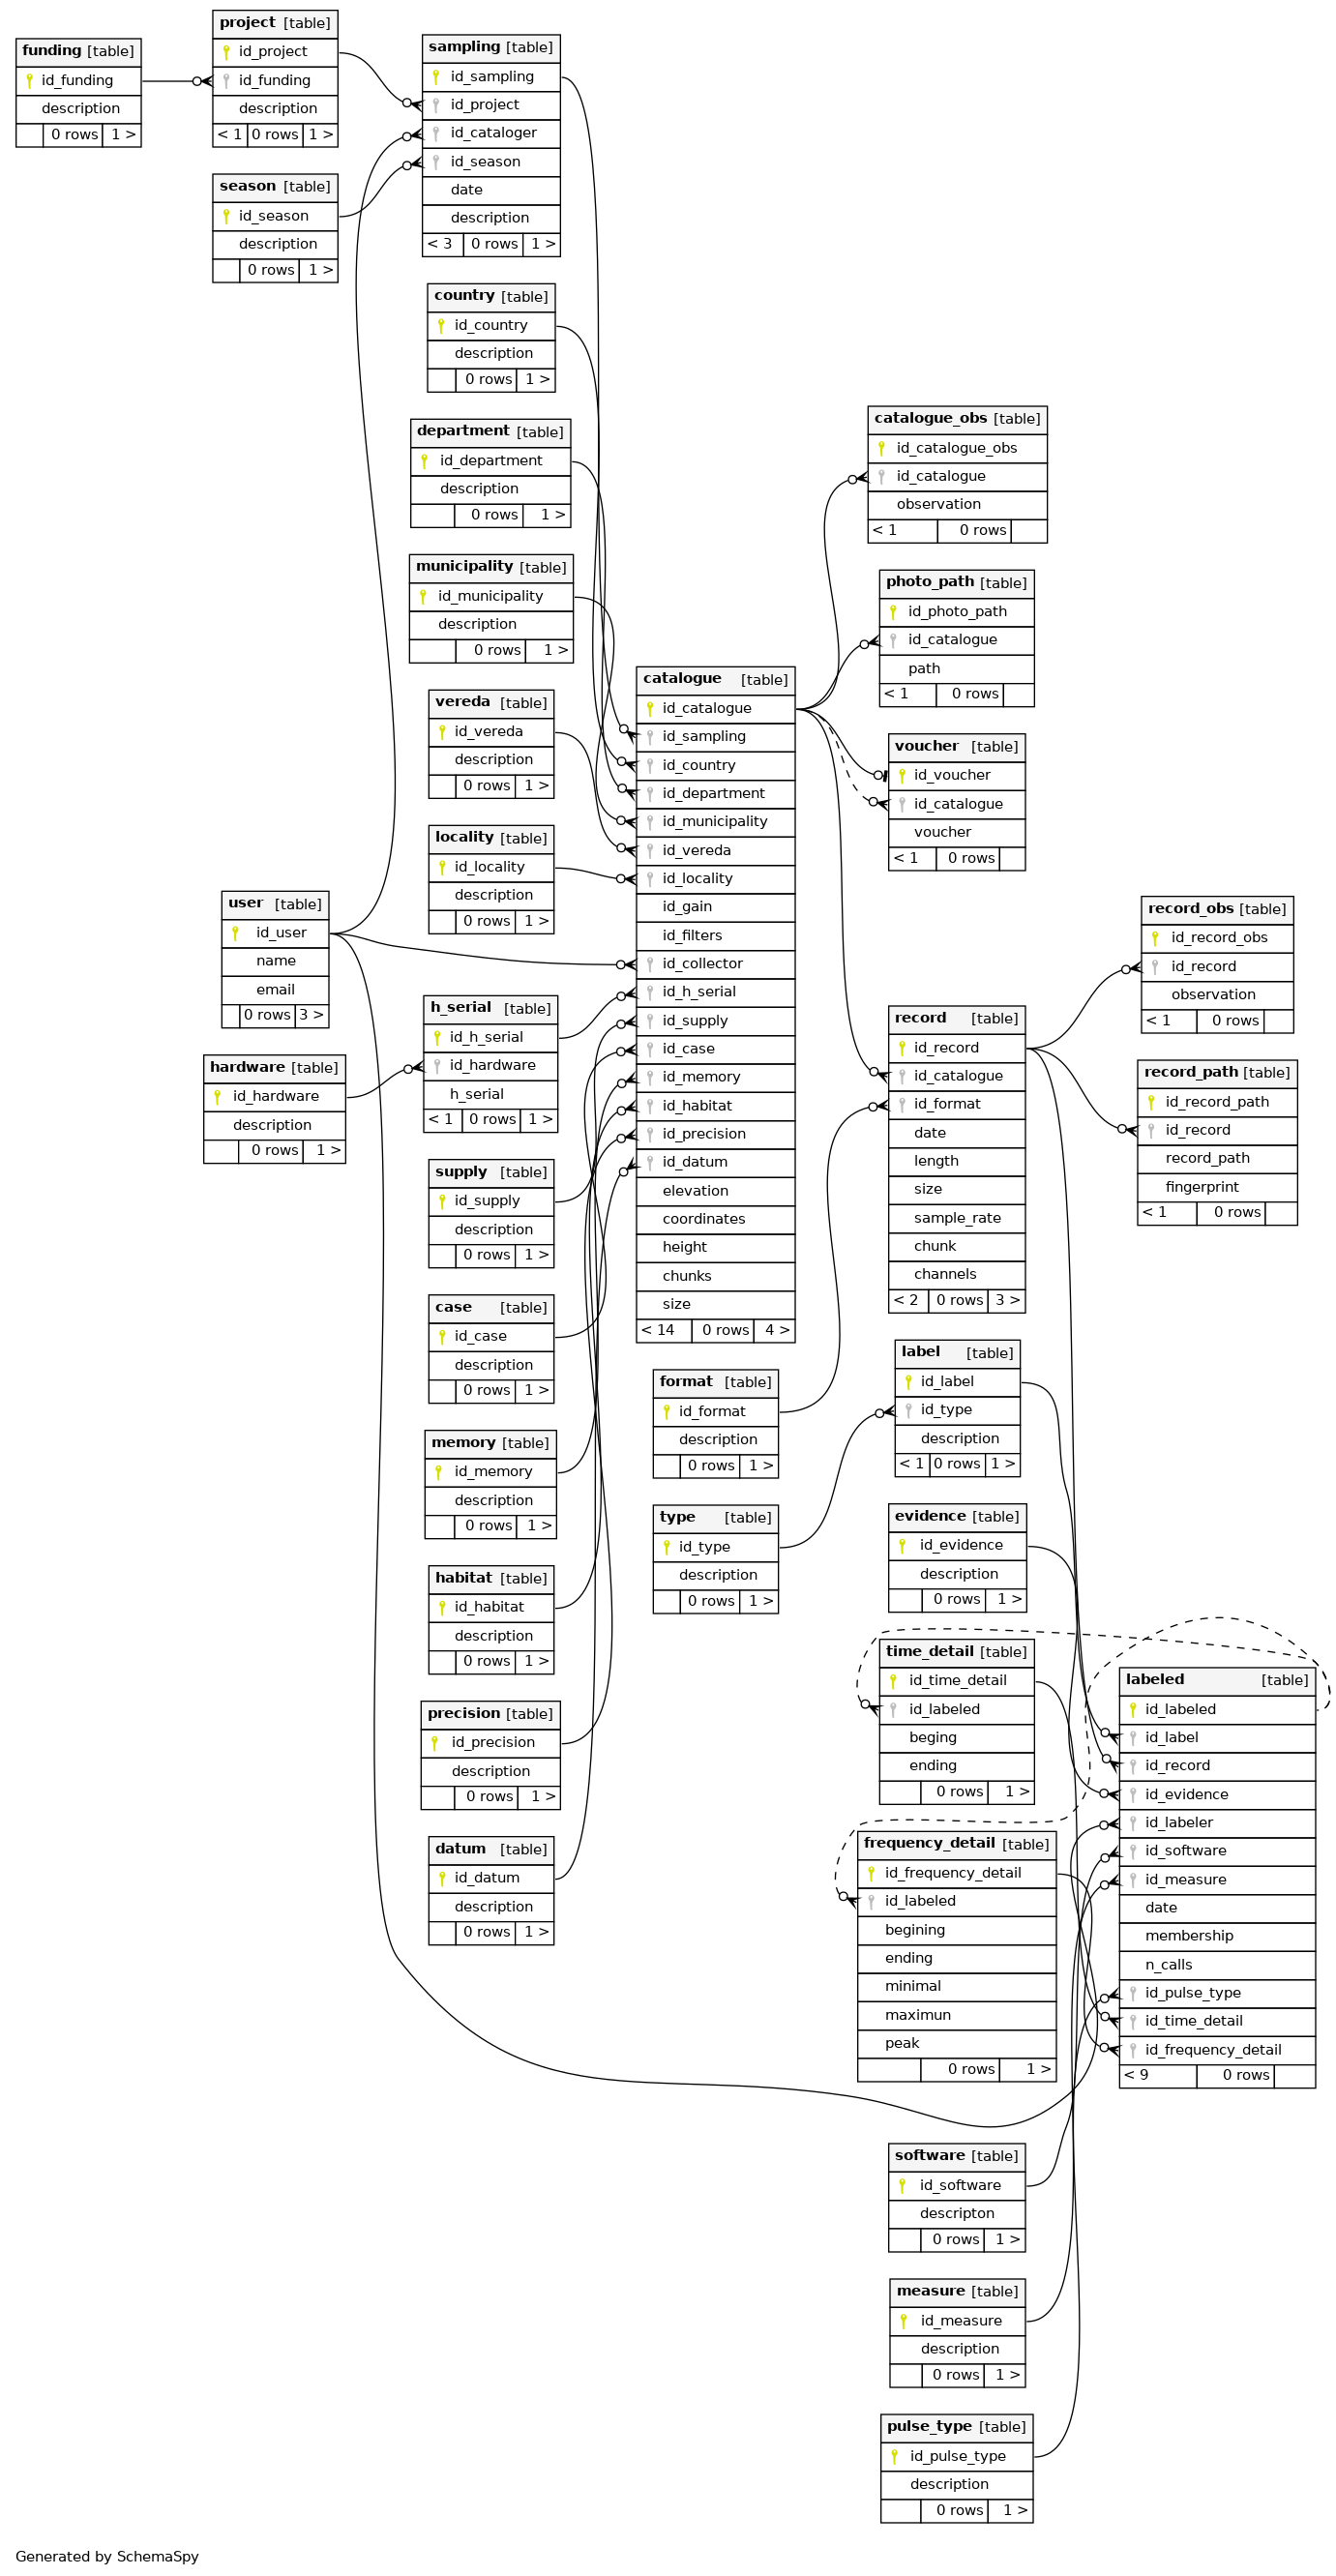 funding [table]
id_funding
description
0 rows 1 >
project [table]
id_project
id_funding
description
< 1 0 rows 1 >
season [table]
id_season
description
0 rows 1 >
sampling [table]
id_sampling
id_project
id_cataloger
id_season
date
description
< 3 0 rows 1 >
country [table]
id_country
description
0 rows 1 >
department [table]
id_department
description
0 rows 1 >
municipality [table]
id_municipality
description
0 rows 1 >
vereda [table]
id_vereda
description
0 rows 1 >
locality [table]
id_locality
description
0 rows 1 >
user [table]
id_user
name
email
0 rows 3 >
hardware [table]
id_hardware
description
0 rows 1 >
h_serial [table]
id_h_serial
id_hardware
h_serial
< 1 0 rows 1 >
supply [table]
id_supply
description
0 rows 1 >
case [table]
id_case
description
0 rows 1 >
memory [table]
id_memory
description
0 rows 1 >
habitat [table]
id_habitat
description
0 rows 1 >
precision [table]
id_precision
description
0 rows 1 >
datum [table]
id_datum
description
0 rows 1 >
catalogue [table]
id_catalogue
id_sampling
id_country
id_department
id_municipality
id_vereda
id_locality
id_gain
id_filters
id_collector
id_h_serial
id_supply
id_case
id_memory
id_habitat
id_precision
id_datum
elevation
coordinates
height
chunks
size
< 14 0 rows 4 >
format [table]
id_format
description
0 rows 1 >
type [table]
id_type
description
0 rows 1 >
catalogue_obs [table]
id_catalogue_obs
id_catalogue
observation
< 1 0 rows
photo_path [table]
id_photo_path
id_catalogue
path
< 1 0 rows
voucher [table]
id_voucher
id_catalogue
voucher
< 1 0 rows
record [table]
id_record
id_catalogue
id_format
date
length
size
sample_rate
chunk
channels
< 2 0 rows 3 >
label [table]
id_label
id_type
description
< 1 0 rows 1 >
evidence [table]
id_evidence
description
0 rows 1 >
time_detail [table]
id_time_detail
id_labeled
beging
ending
0 rows 1 >
frequency_detail [table]
id_frequency_detail
id_labeled
begining
ending
minimal
maximun
peak
0 rows 1 >
software [table]
id_software
descripton
0 rows 1 >
measure [table]
id_measure
description
0 rows 1 >
pulse_type [table]
id_pulse_type
description
0 rows 1 >
record_obs [table]
id_record_obs
id_record
observation
< 1 0 rows
record_path [table]
id_record_path
id_record
record_path
fingerprint
< 1 0 rows
labeled [table]
id_labeled
id_label
id_record
id_evidence
id_labeler
id_software
id_measure
date
membership
n_calls
id_pulse_type
id_time_detail
id_frequency_detail
< 9 0 rows
Generated by SchemaSpy